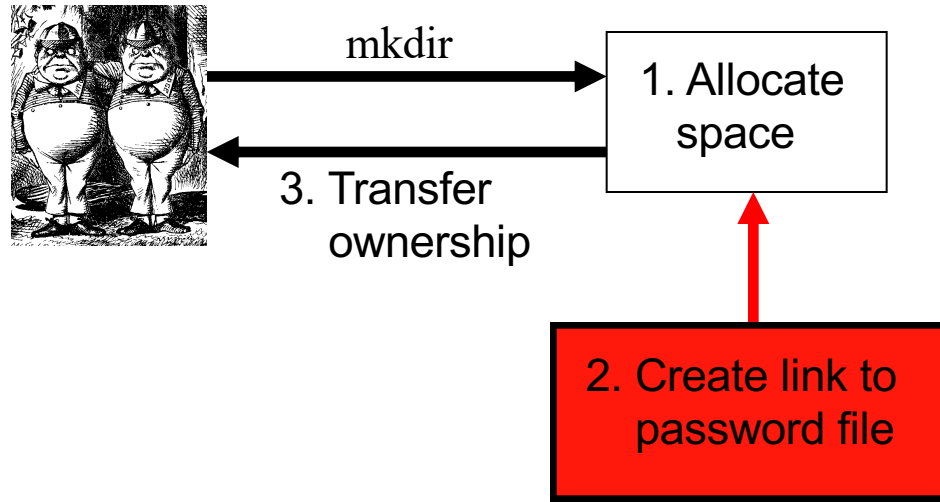 mkdir
1. Allocate
space
3. Transfer
ownership
2. Create link to
password file